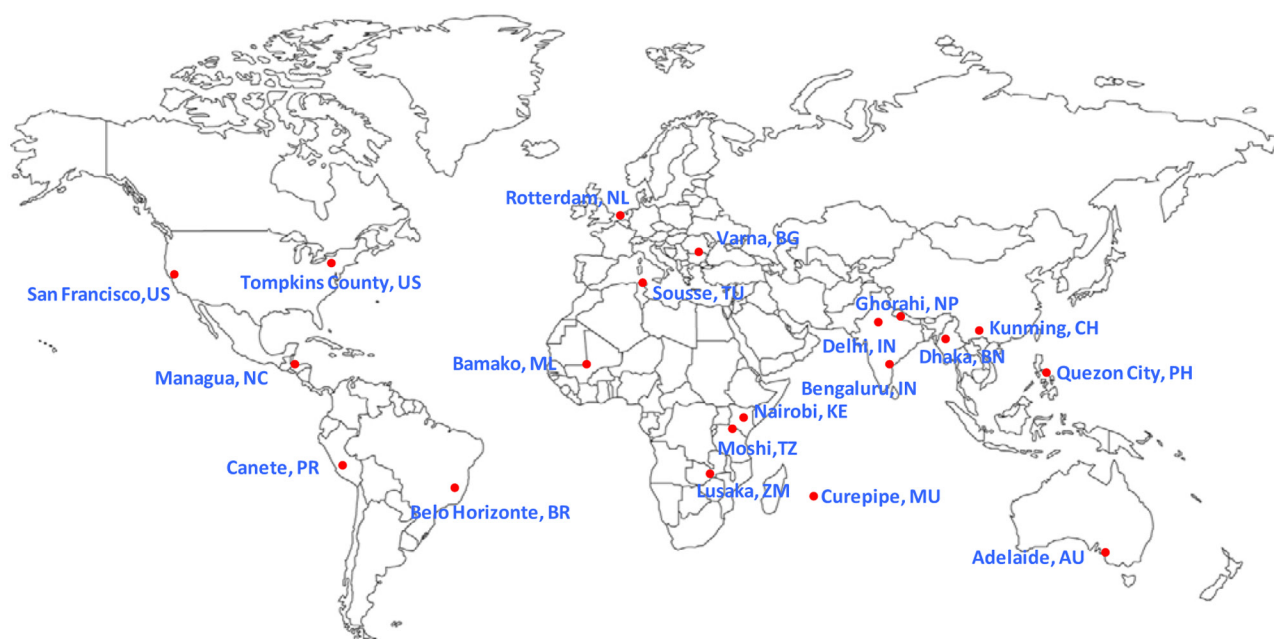 Rotterdam, NL
Varna, BG
San Francisco,US
Tompkins County, US
Sousse, TU
Ghorahi, NP
Kunming, CH
Delhi, IN
Dhaka, BN
Managua, NC
Bamako, ML
Bengaluru, IN
Quezon City, PH
Nairobi, KE
Moshi,TZ
Canete, PR
Lusaka, ZM
Curepipe, MU
Belo Horizonte, BR
Adelaide, AU